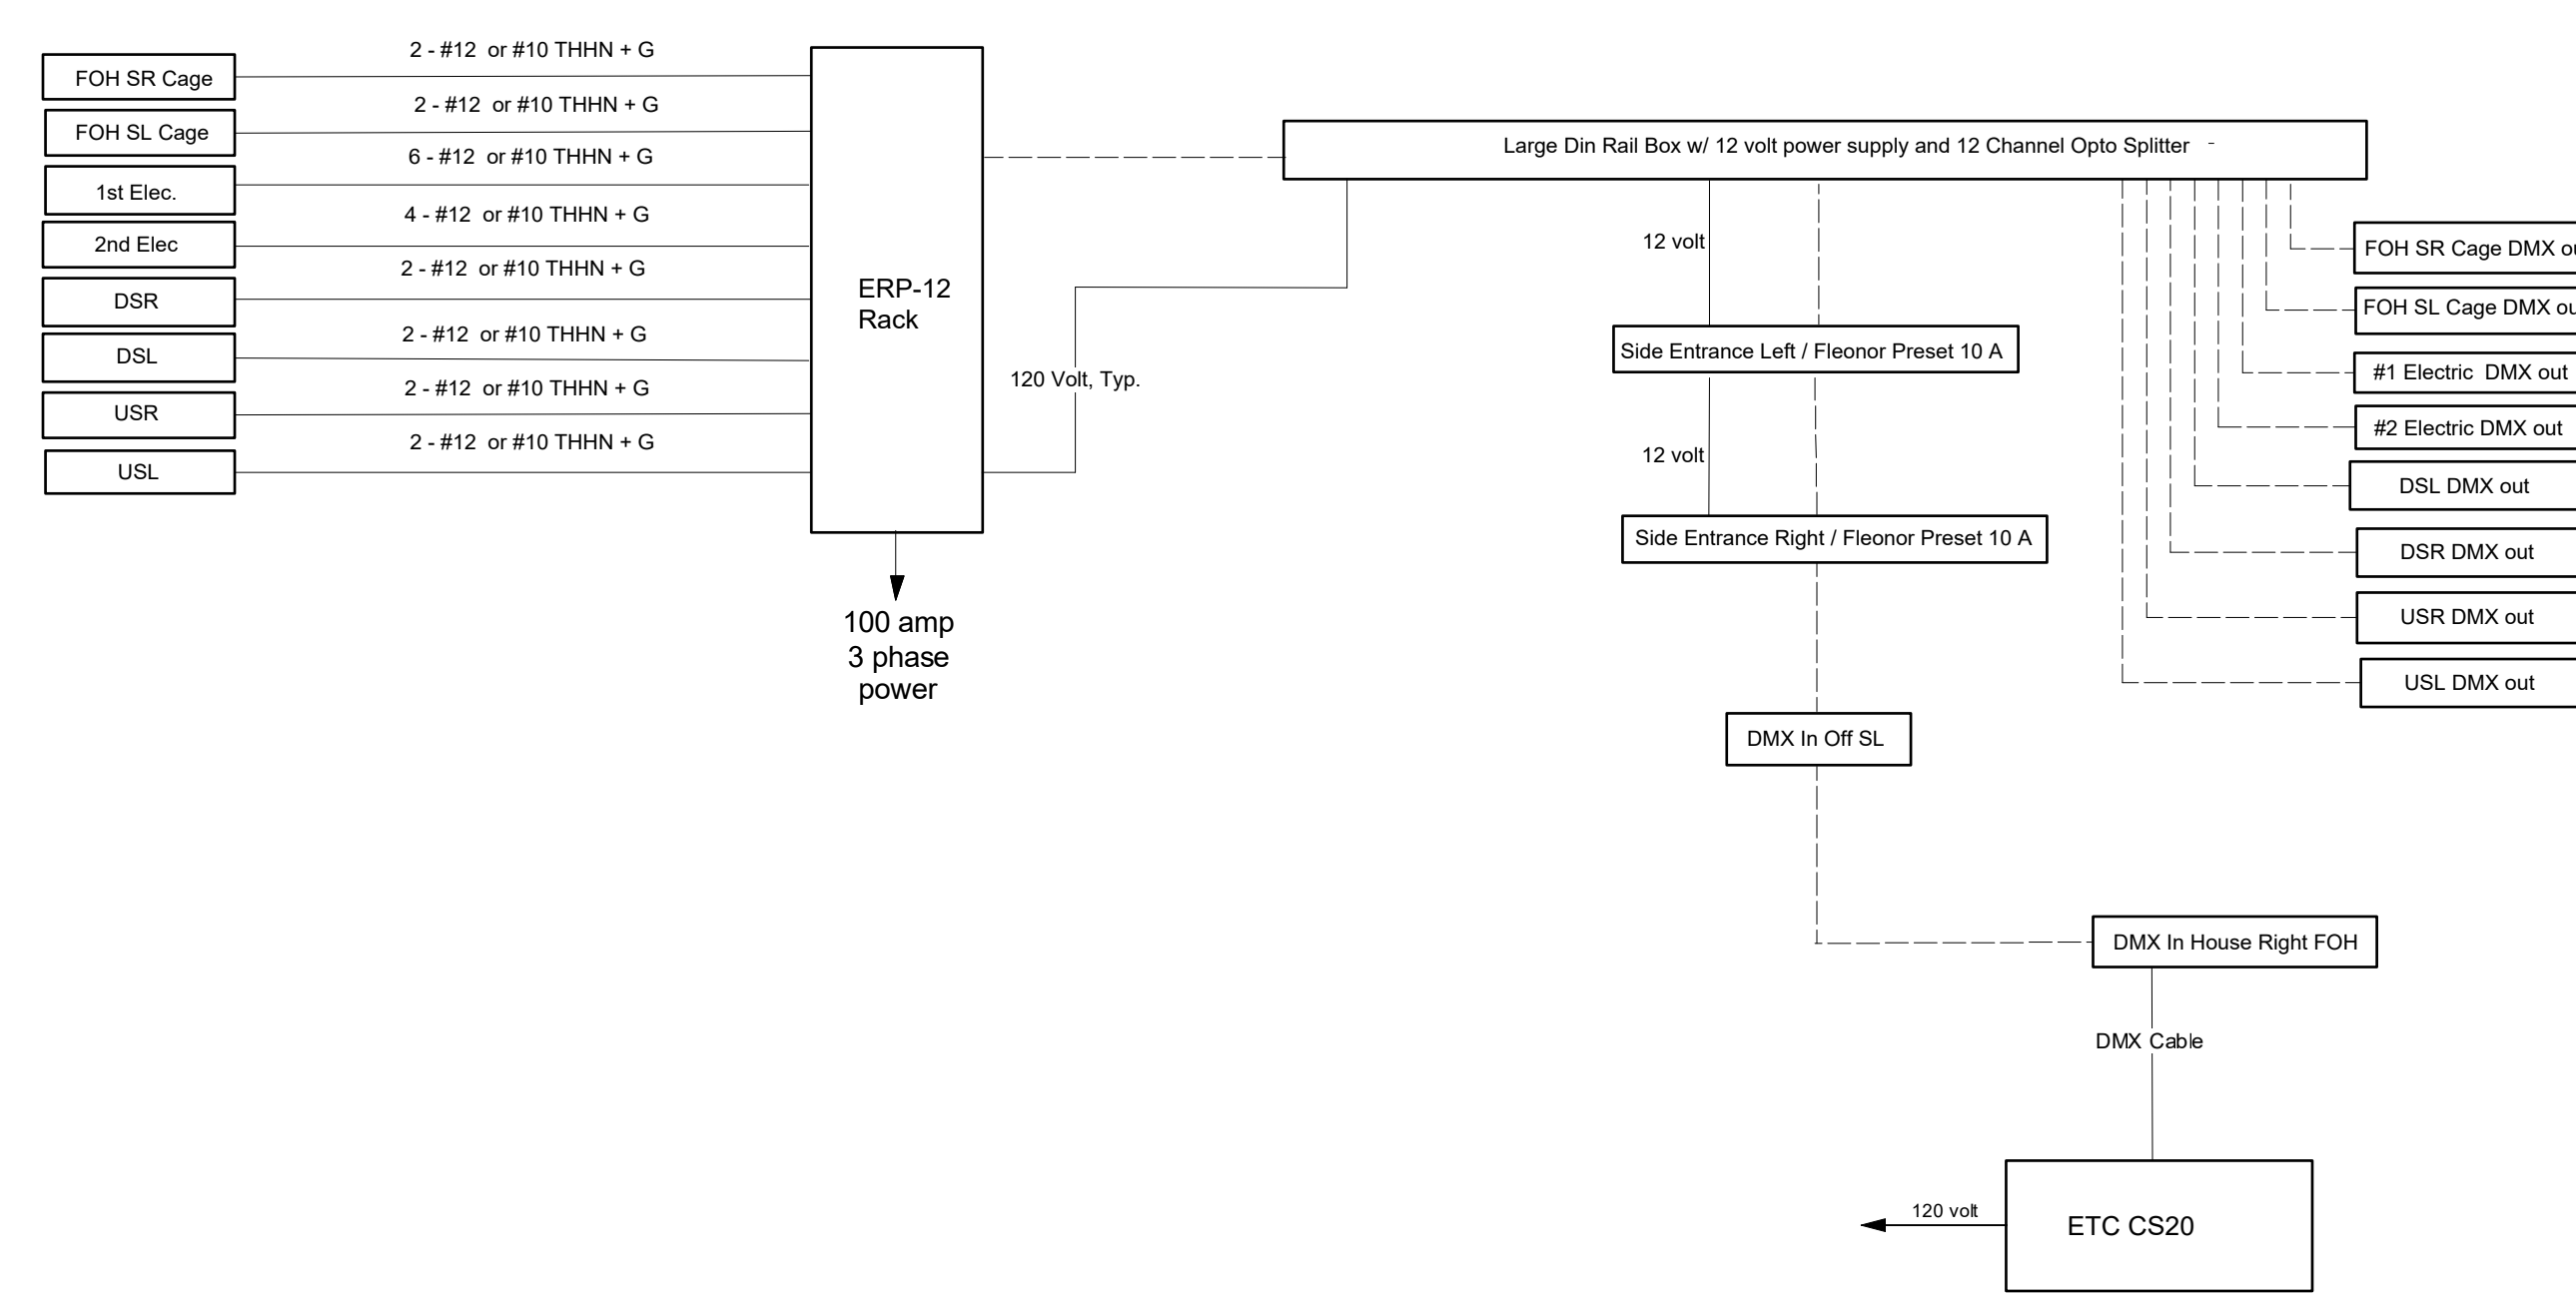 2 - #12 or #10 THHN + G
FOH SR Cage
2 - #12 or #10 THHN + G
FOH SL Cage
6 - #12 or #10 THHN + G
1st Elec.
4 - #12 or #10 THHN + G
2nd Elec
2 - #12 or #10 THHN + G
DSR
2 - #12 or #10 THHN + G
DSL
2 - #12 or #10 THHN + G
USR
2 - #12 or #10 THHN + G
USL
ERP-12
Rack
100 amp
3 phase
power
120 Volt, Typ.
Large Din Rail Box w/ 12 volt power supply and 12 Channel Opto Splitter -
12 volt
Side Entrance Left / Fleonor Preset 10 A
12 volt
Side Entrance Right / Fleonor Preset 10 A
DMX In Off SL
FOH SR Cage DMX
FOH SL Cage DMX
#1 Electric DMX out
#2 Electric DMX out
DSL DMX out
DSR DMX out
USR DMX out
USL DMX out
DMX In House Right FOH
DMX Cable
120 volt
ETC CS20